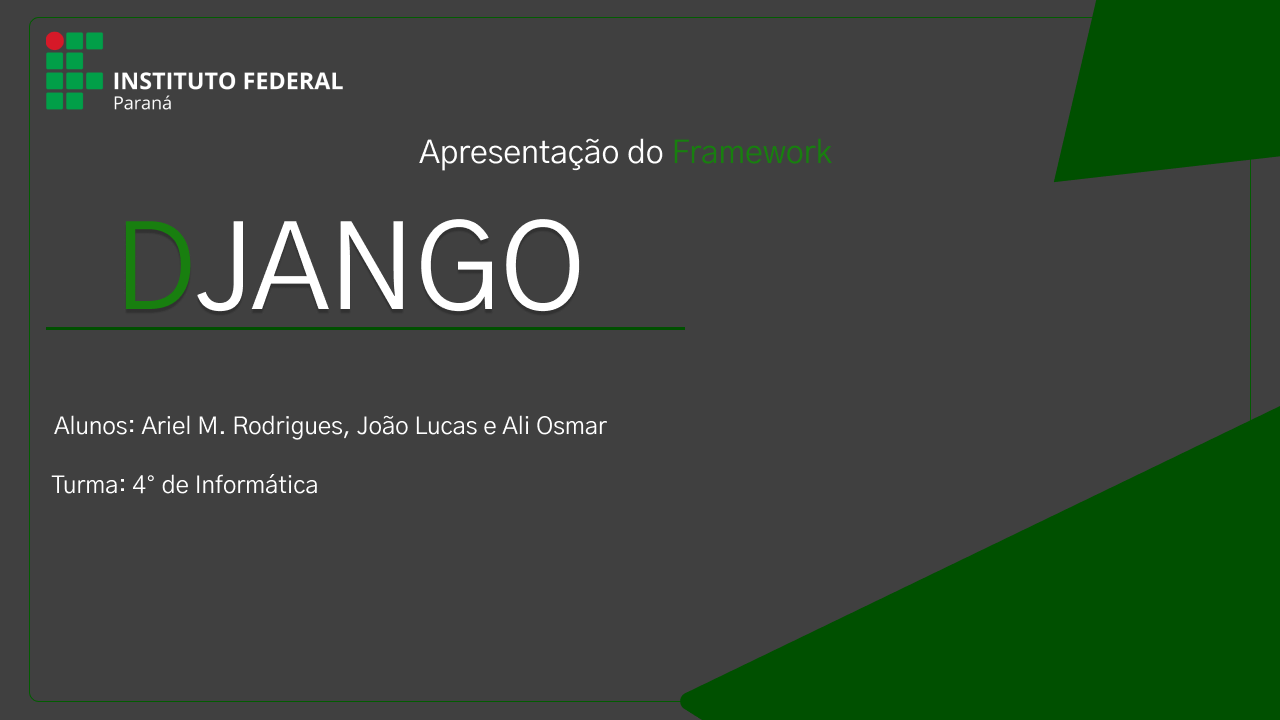 INSTITUTO FEDERAL
Paraná
Apresentação do Framework
DJANGO
Alunos: Ariel M. Rodrigues, João Lucas e Ali Osmar
Turma: 4° de Informática